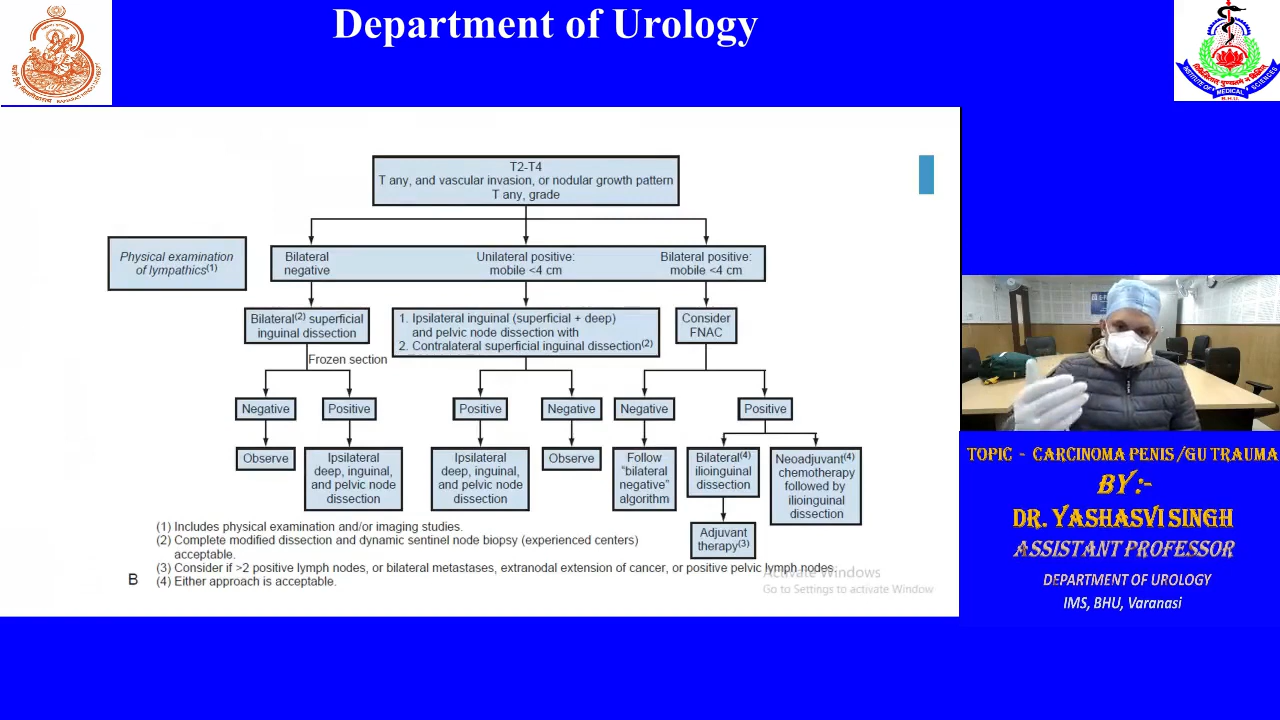 Department of Urology
T2-T4
T any, and vascular invasion, or nodular growth pattern
T any, grade
Physical examination
of lymphatics(1)
Bilateral
negative
Unilateral positive:
mobile <4 cm
Bilateral positive:
mobile <4 cm
Bilateral(2) superficial
inguinal dissection
1. Ipsilateral inguinal (superficial + deep)
and pelvic node dissection with
2. Contralateral superficial inguinal dissection(2)
Consider
FNAC
Frozen section
Negative
Positive
Positive
Negative
Negative
Positive
Observe
Ipsilateral
deep, inguinal,
and pelvic node
dissection
Ipsilateral
deep, inguinal,
and pelvic node
dissection
Observe
Follow
"bilateral
negative"
algorithm
Bilateral(4)
ilioinguinal
dissection
Neoadjuvant(4)
chemotherapy
followed by
ilioinguinal
dissection
Adjuvant
therapy(3)
(1) Includes physical examination and/or imaging studies.
(2) Complete modified dissection and dynamic sentinel node biopsy (experienced centers)
acceptable.
(3) Consider if >2 positive lymph nodes, or bilateral metastases, extranodal extension of cancer, or positive pelvic lymph nodes.
(4) Either approach is acceptable.
B
Activate Windows
Go to Settings to activate Window
TOPIC - CARCINOMA PENIS /GU TRAUMA
BY:-
DR. YASHASVI SINGH
ASSISTANT PROFESSOR
DEPARTMENT OF UROLOGY
IMS, BHU, Varanasi
INSTITUTE OF MEDICAL SCIENCES
B.H.U.